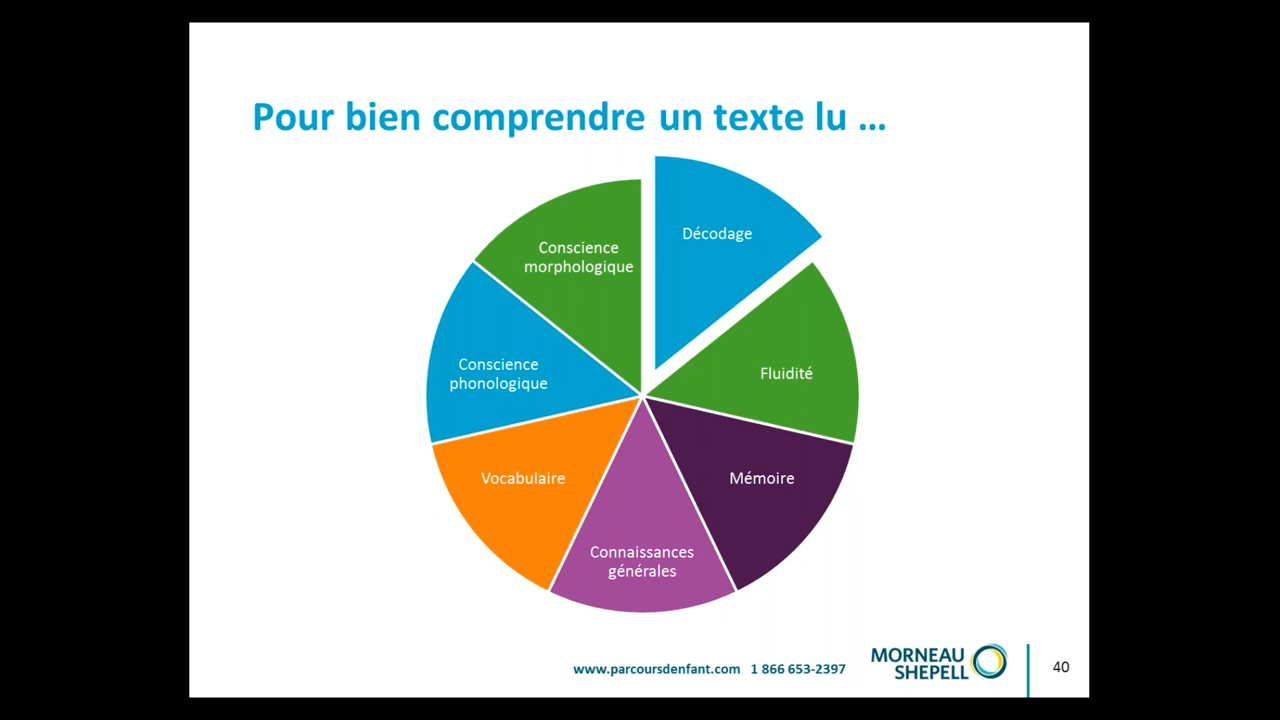 Pour bien comprendre un texte lu ...
Décodage
Conscience
morphologique
Conscience
phonologique
Fluidité
Vocabulaire
Mémoire
Connaissances
générales
www.parcoursdenfant.com 1 866 653-2397
MORNEAU
SHEPELL
40